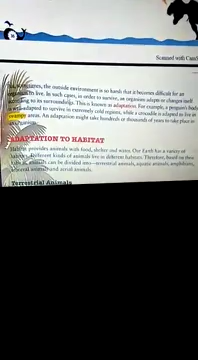 Scanned with Cam
, the outside environment is so harsh that it becomes difficult for an
to live. In such cases, in order to survive, an organism adapts or changes itself
according to its surroundings. This is known as adaptation. For example, a penguin's body
is well-adapted to survive in extremely cold regions, while a crocodile is adapted to live in
swampy areas. An adaptation might take hundreds or thousands of years to take place in
ADAPTATION TO HABITAT
Habitat provides animals with food, shelter and water. Our Earth has a variety of
habitats. Different kinds of animals live in different habitats. Therefore, based on their
habitat, animals can be divided into—terrestrial animals, aquatic animals, amphibians,
arboreal animals and aerial animals.
Terrestrial Animals